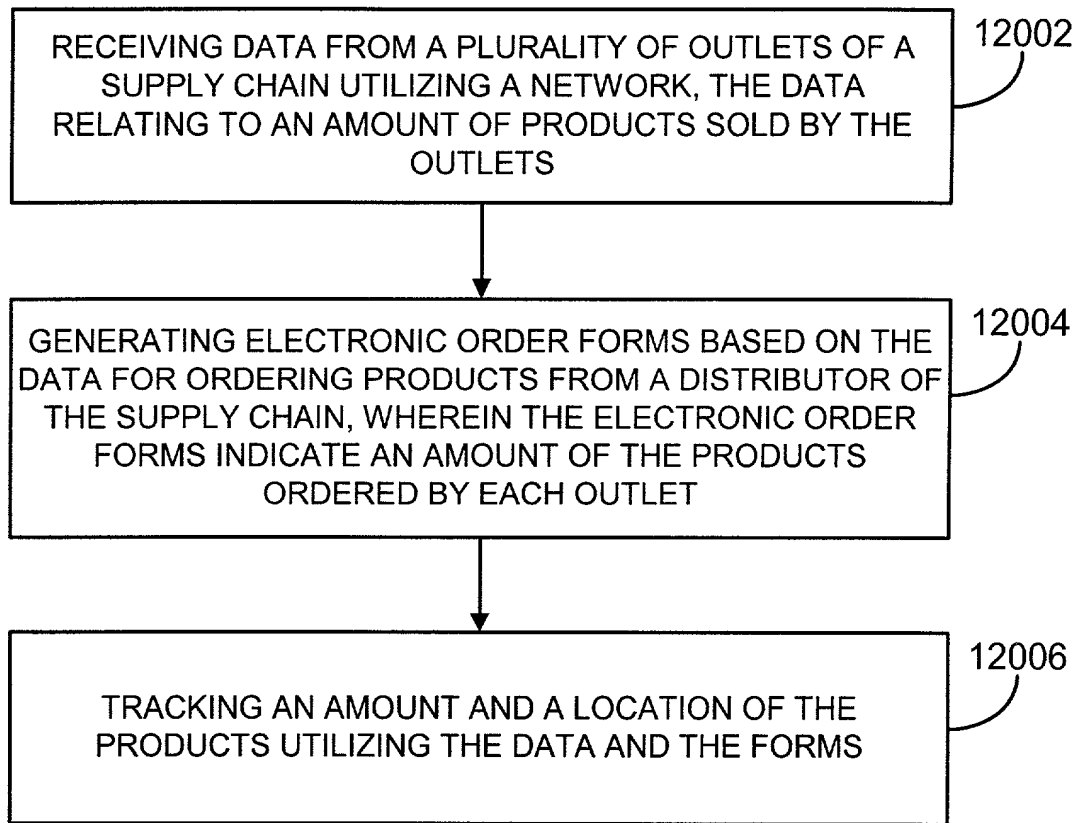 RECEIVING DATA FROM A PLURALITY OF OUTLETS OF A
SUPPLY CHAIN UTILIZING A NETWORK, THE DATA
RELATING TO AN AMOUNT OF PRODUCTS SOLD BY THE
OUTLETS
12002
GENERATING ELECTRONIC ORDER FORMS BASED ON THE
DATA FOR ORDERING PRODUCTS FROM A DISTRIBUTOR OF
THE SUPPLY CHAIN, WHEREIN THE ELECTRONIC ORDER
FORMS INDICATE AN AMOUNT OF THE PRODUCTS
ORDERED BY EACH OUTLET
12004
TRACKING AN AMOUNT AND A LOCATION OF THE
PRODUCTS UTILIZING THE DATA AND THE FORMS
12006